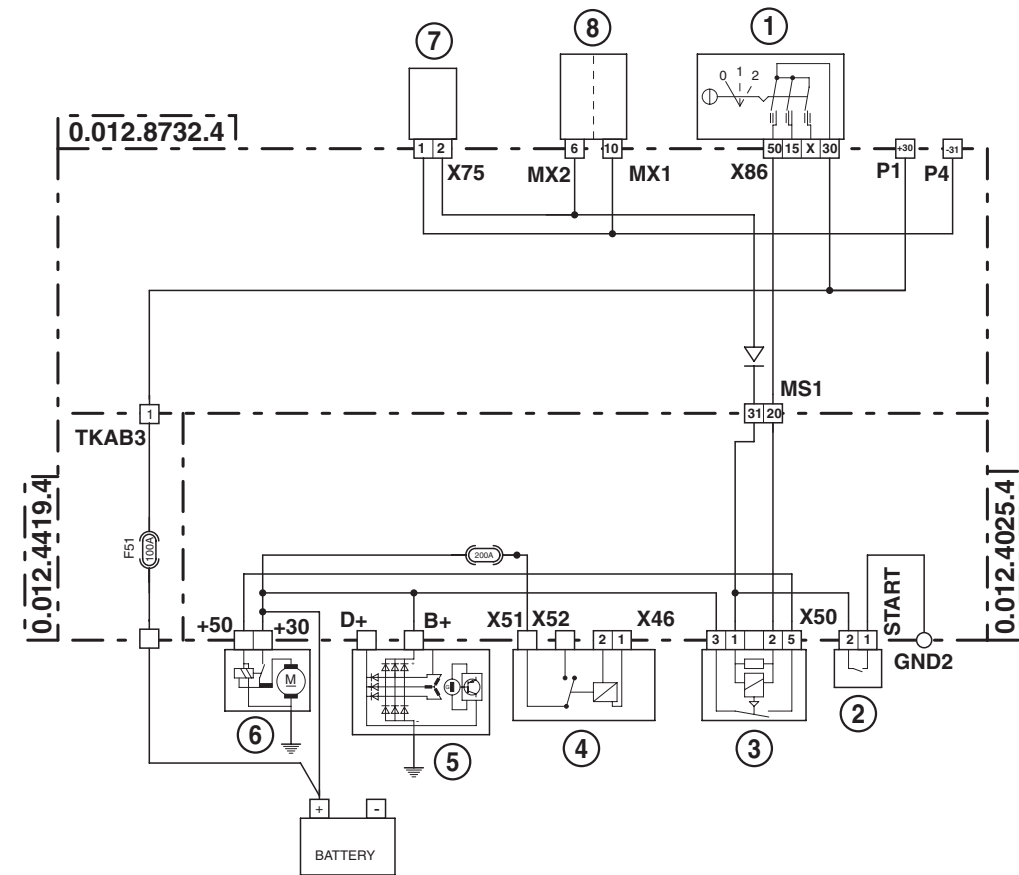 7
8
1
0 1 2
0.012.8732.4
1 2
6 10
50 15 X 30
+30 -31
X75 MX2 MX1 X86 P1 P4
MS1
1
31 20
TKAB3
0.012.4419.4
F51
100A
200A
0.012.4025.4
START
+50 +30 D+ B+ X51 X52 X46 X50
2 1
3 1 2 5
2 1
GND2
M
G
6 5 4 3 2
+ -
BATTERY